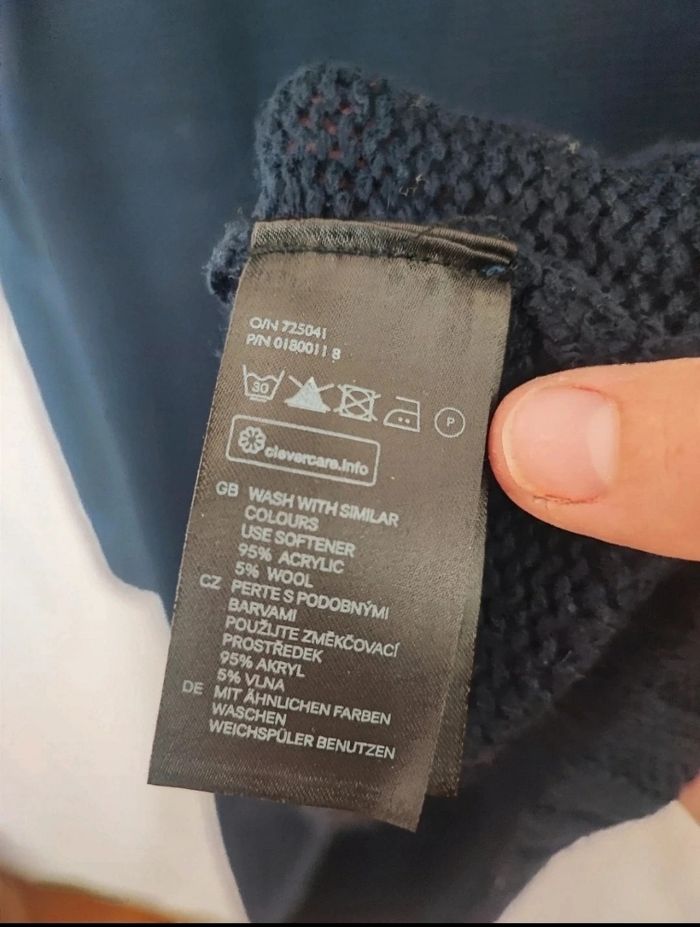 O/N 725041
P/N 0180011 8
30
P
clevercare.info
GB WASH WITH SIMILAR
COLOURS
USE SOFTENER
95% ACRYLIC
5% WOOL
CZ PERTE S PODOBNÝMI
BARVAMI
POUŽIJTE ZMĚKČOVACÍ
PROSTŘEDEK
95% AKRYL
5% VLNA
DE MIT ÄHNLICHEN FARBEN
WASCHEN
WEICHSPÜLER BENUTZEN